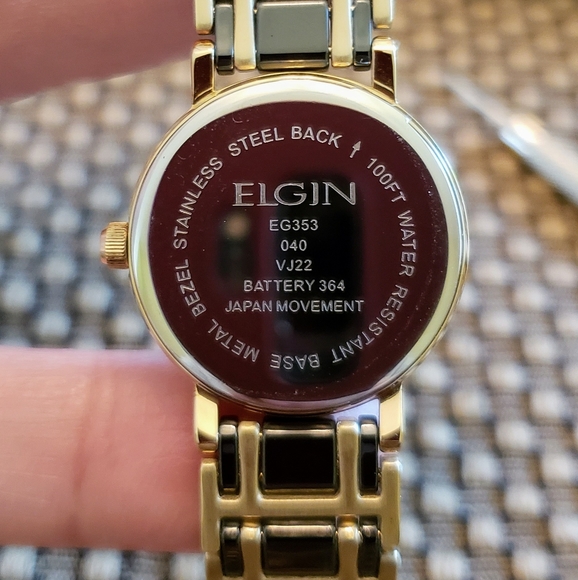 STAINLESS STEEL BACK ↑ 100FT WATER RESISTANT BASE METAL BEZEL
ELGIN
EG353
040
VJ22
BATTERY 364
JAPAN MOVEMENT